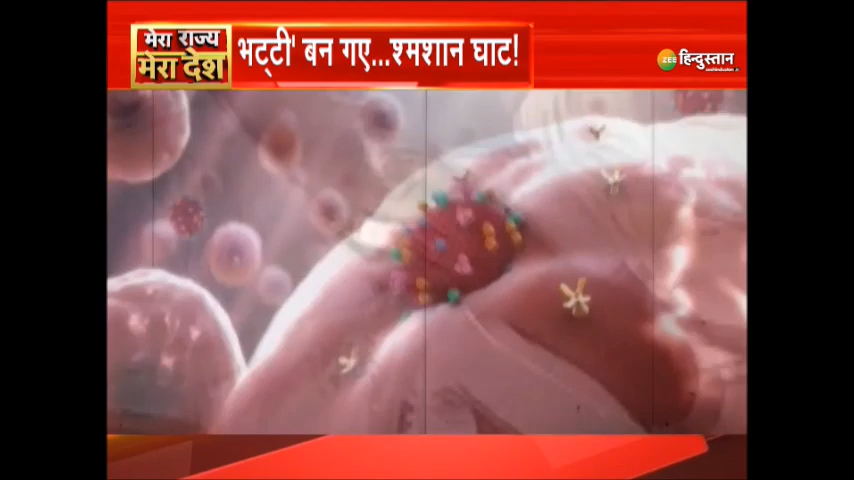 मेरा राज्य
मेरा देश
भट्टी' बन गए...श्मशान घाट!
ZEE हिन्दुस्तान